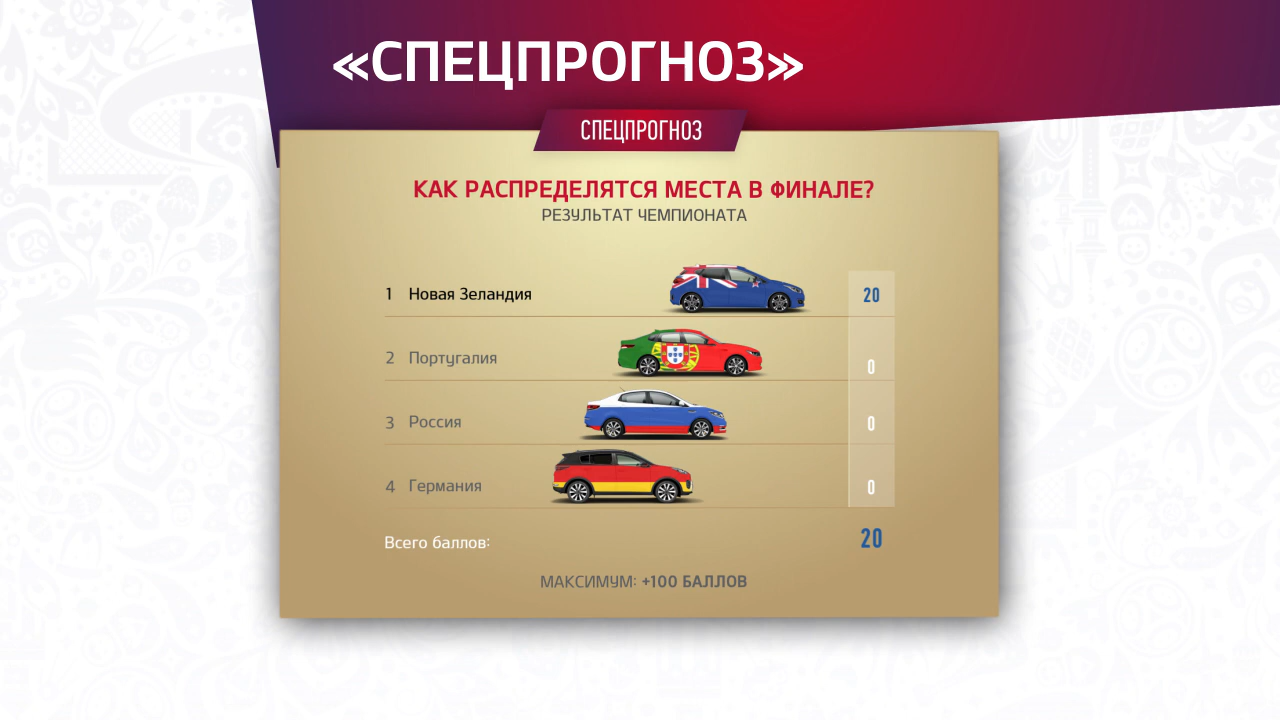 «СПЕЦПРОГНОЗ»
СПЕЦПРОГНОЗ
КАК РАСПРЕДЕЛЯТСЯ МЕСТА В ФИНАЛЕ?
РЕЗУЛЬТАТ ЧЕМПИОНАТА
1 Новая Зеландия 20
2 Португалия 0
3 Россия 0
4 Германия 0
Всего баллов: 20
МАКСИМУМ: +100 БАЛЛОВ